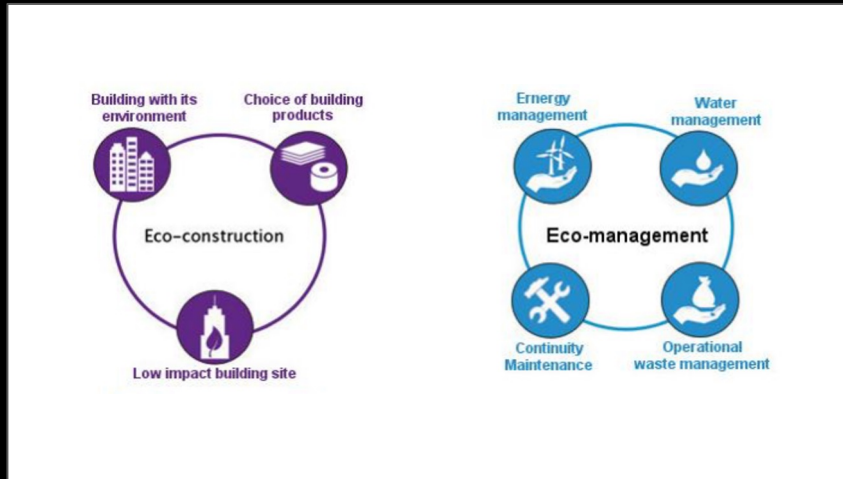 Building with its
environment
Choice of building
products
Eco-construction
Low impact building site
Ernergy
management
Water
management
Eco-management
Continuity
Maintenance
Operational
waste management